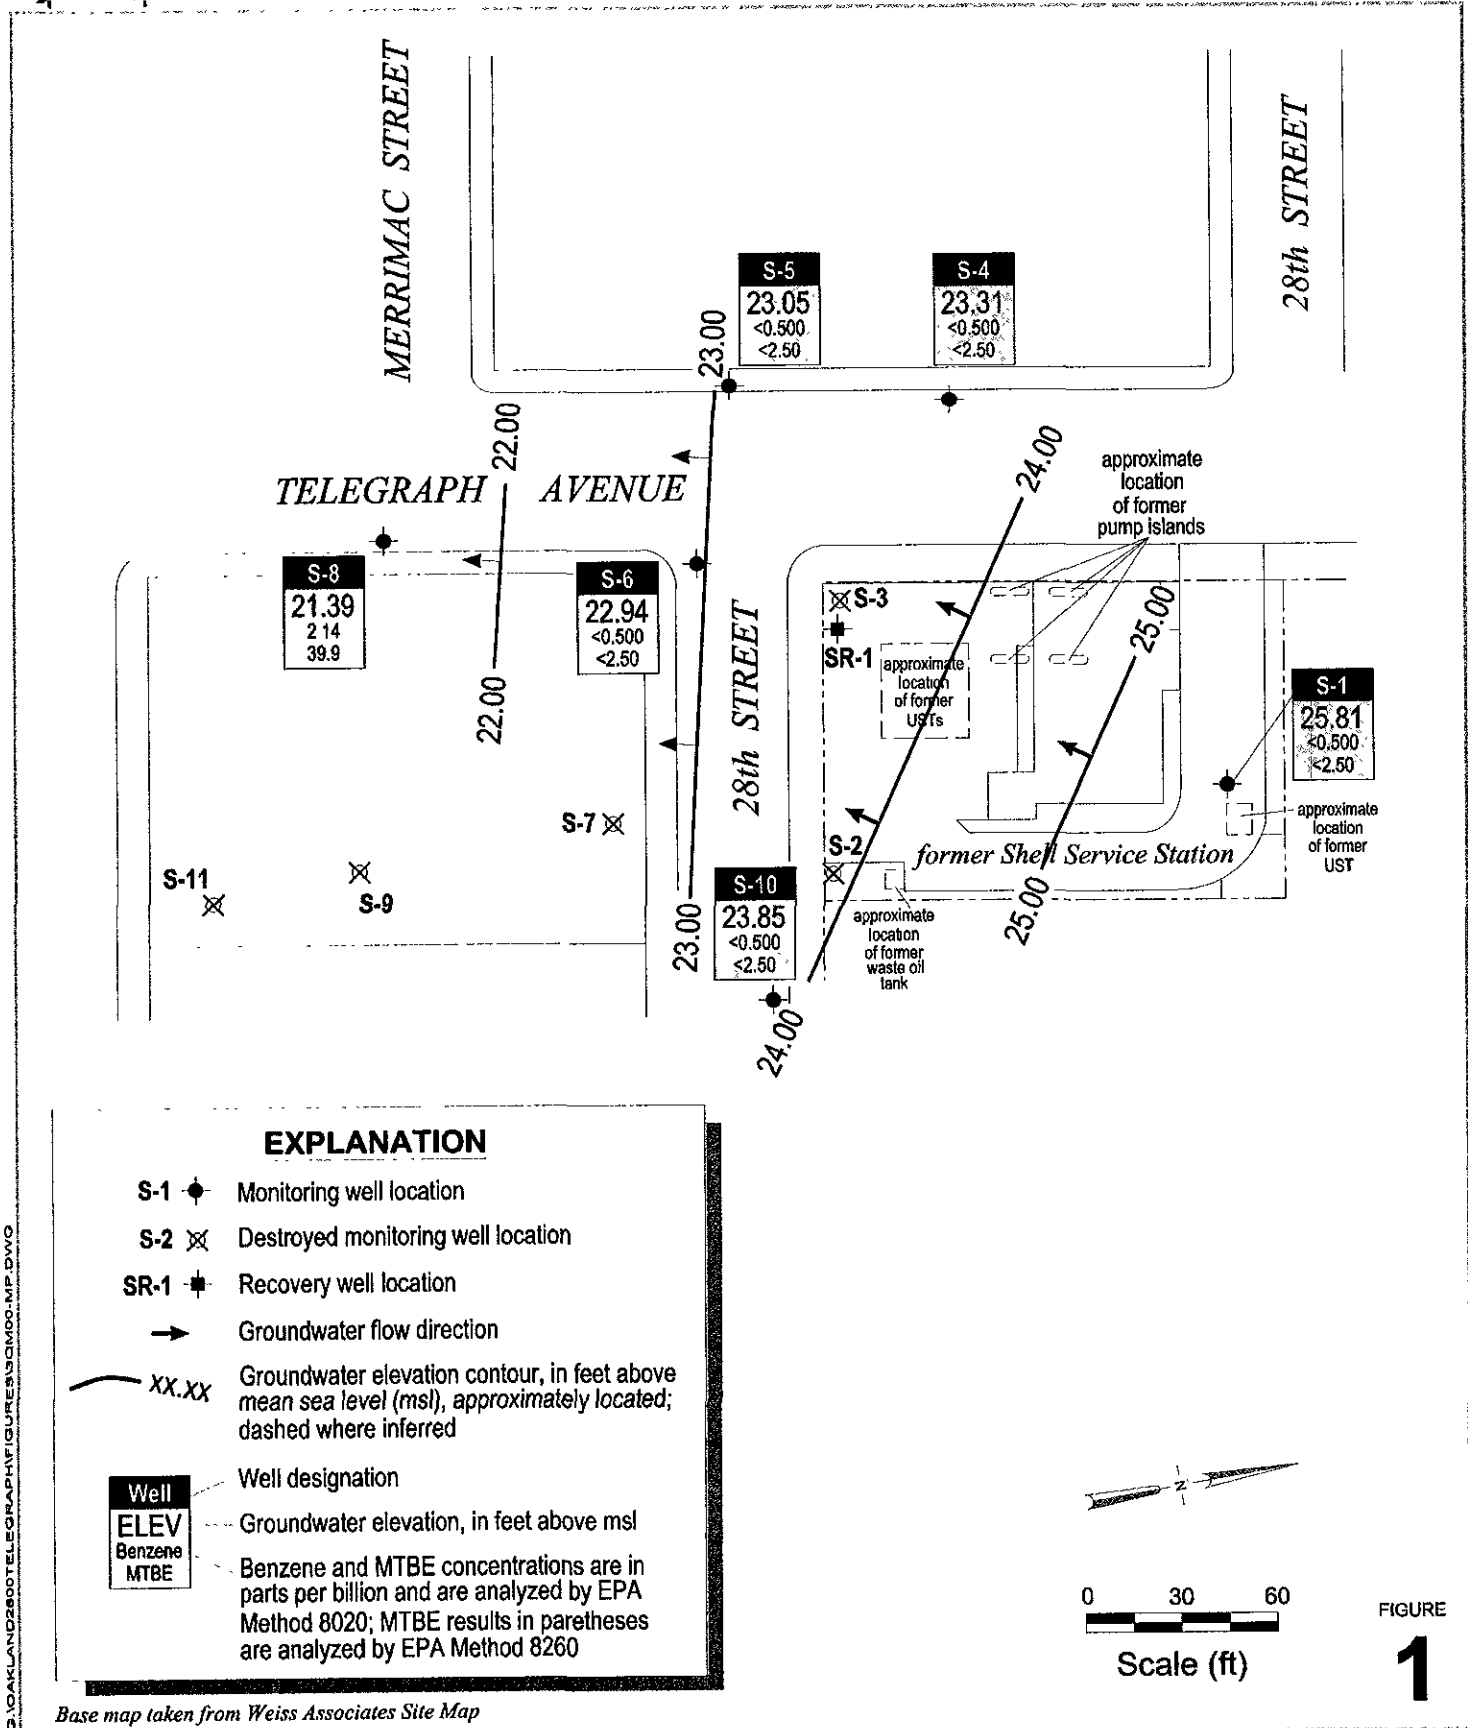 MERRIMAC STREET
28th STREET
S-5
23.05
<0.500
<2.50
S-4
23.31
<0.500
<2.50
23.00
22.00
24.00
TELEGRAPH AVENUE
approximate
location
of former
pump islands
S-8
21.39
2 14
39.9
S-6
22.94
<0.500
<2.50
S-3
SR-1
approximate
location
of former
USTs
25.00
28th STREET
22.00
S-1
25.81
<0.500
<2.50
approximate
location
of former
UST
S-7
S-2
former Shell Service Station
S-11
S-9
S-10
23.85
<0.500
<2.50
23.00
25.00
approximate
location
of former
waste oil
tank
24.00
EXPLANATION
S-1 Monitoring well location
S-2 Destroyed monitoring well location
SR-1 Recovery well location
Groundwater flow direction
XX.XX Groundwater elevation contour, in feet above
mean sea level (msl), approximately located;
dashed where inferred
Well
ELEV
Benzene
MTBE
Well designation
Groundwater elevation, in feet above msl
Benzene and MTBE concentrations are in
parts per billion and are analyzed by EPA
Method 8020; MTBE results in paretheses
are analyzed by EPA Method 8260
Base map taken from Weiss Associates Site Map
N
0 30 60
Scale (ft)
FIGURE
1
G:\OAKLAND2800TELEGRAPH\FIGURES\3QM00-MP.DWG